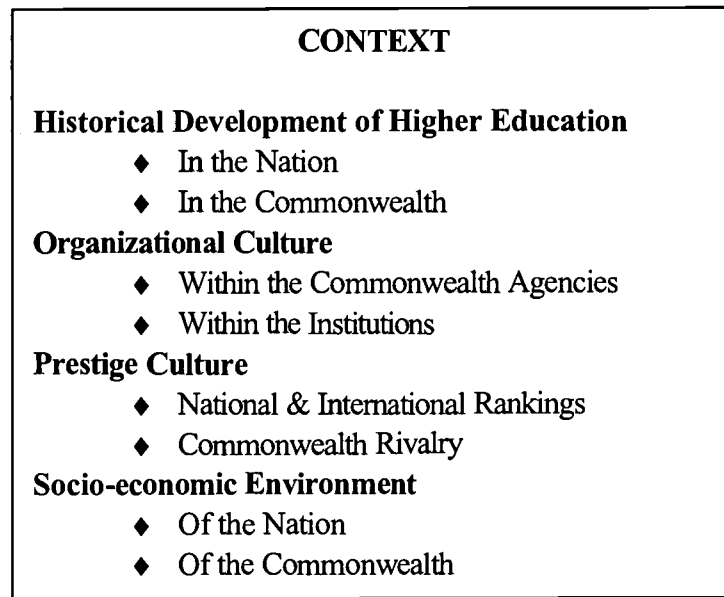 CONTEXT
Historical Development of Higher Education
♦ In the Nation
♦ In the Commonwealth
Organizational Culture
♦ Within the Commonwealth Agencies
♦ Within the Institutions
Prestige Culture
♦ National & International Rankings
♦ Commonwealth Rivalry
Socio-economic Environment
♦ Of the Nation
♦ Of the Commonwealth